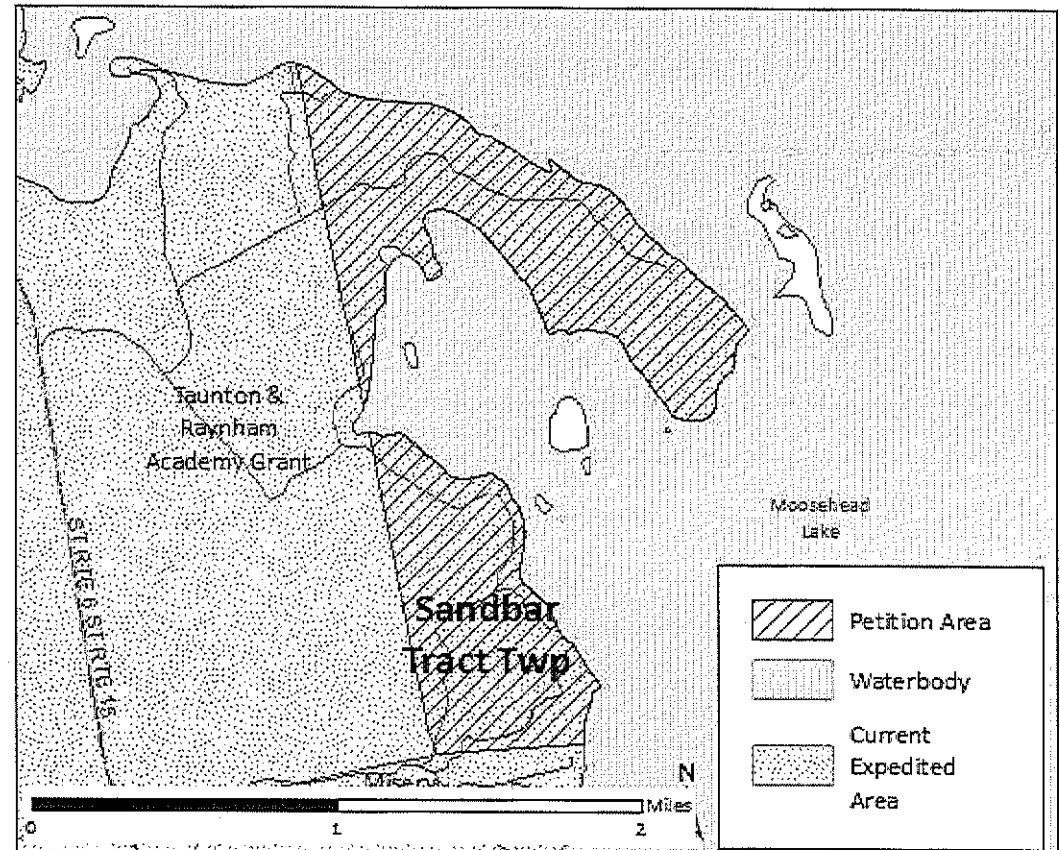 Taunton &
Raynham
Academy Grant
Moosehead
Lake
Sandbar
Tract Twp
Petition Area
Waterbody
Current
Expedited
Area
N
Miles
0
1
2